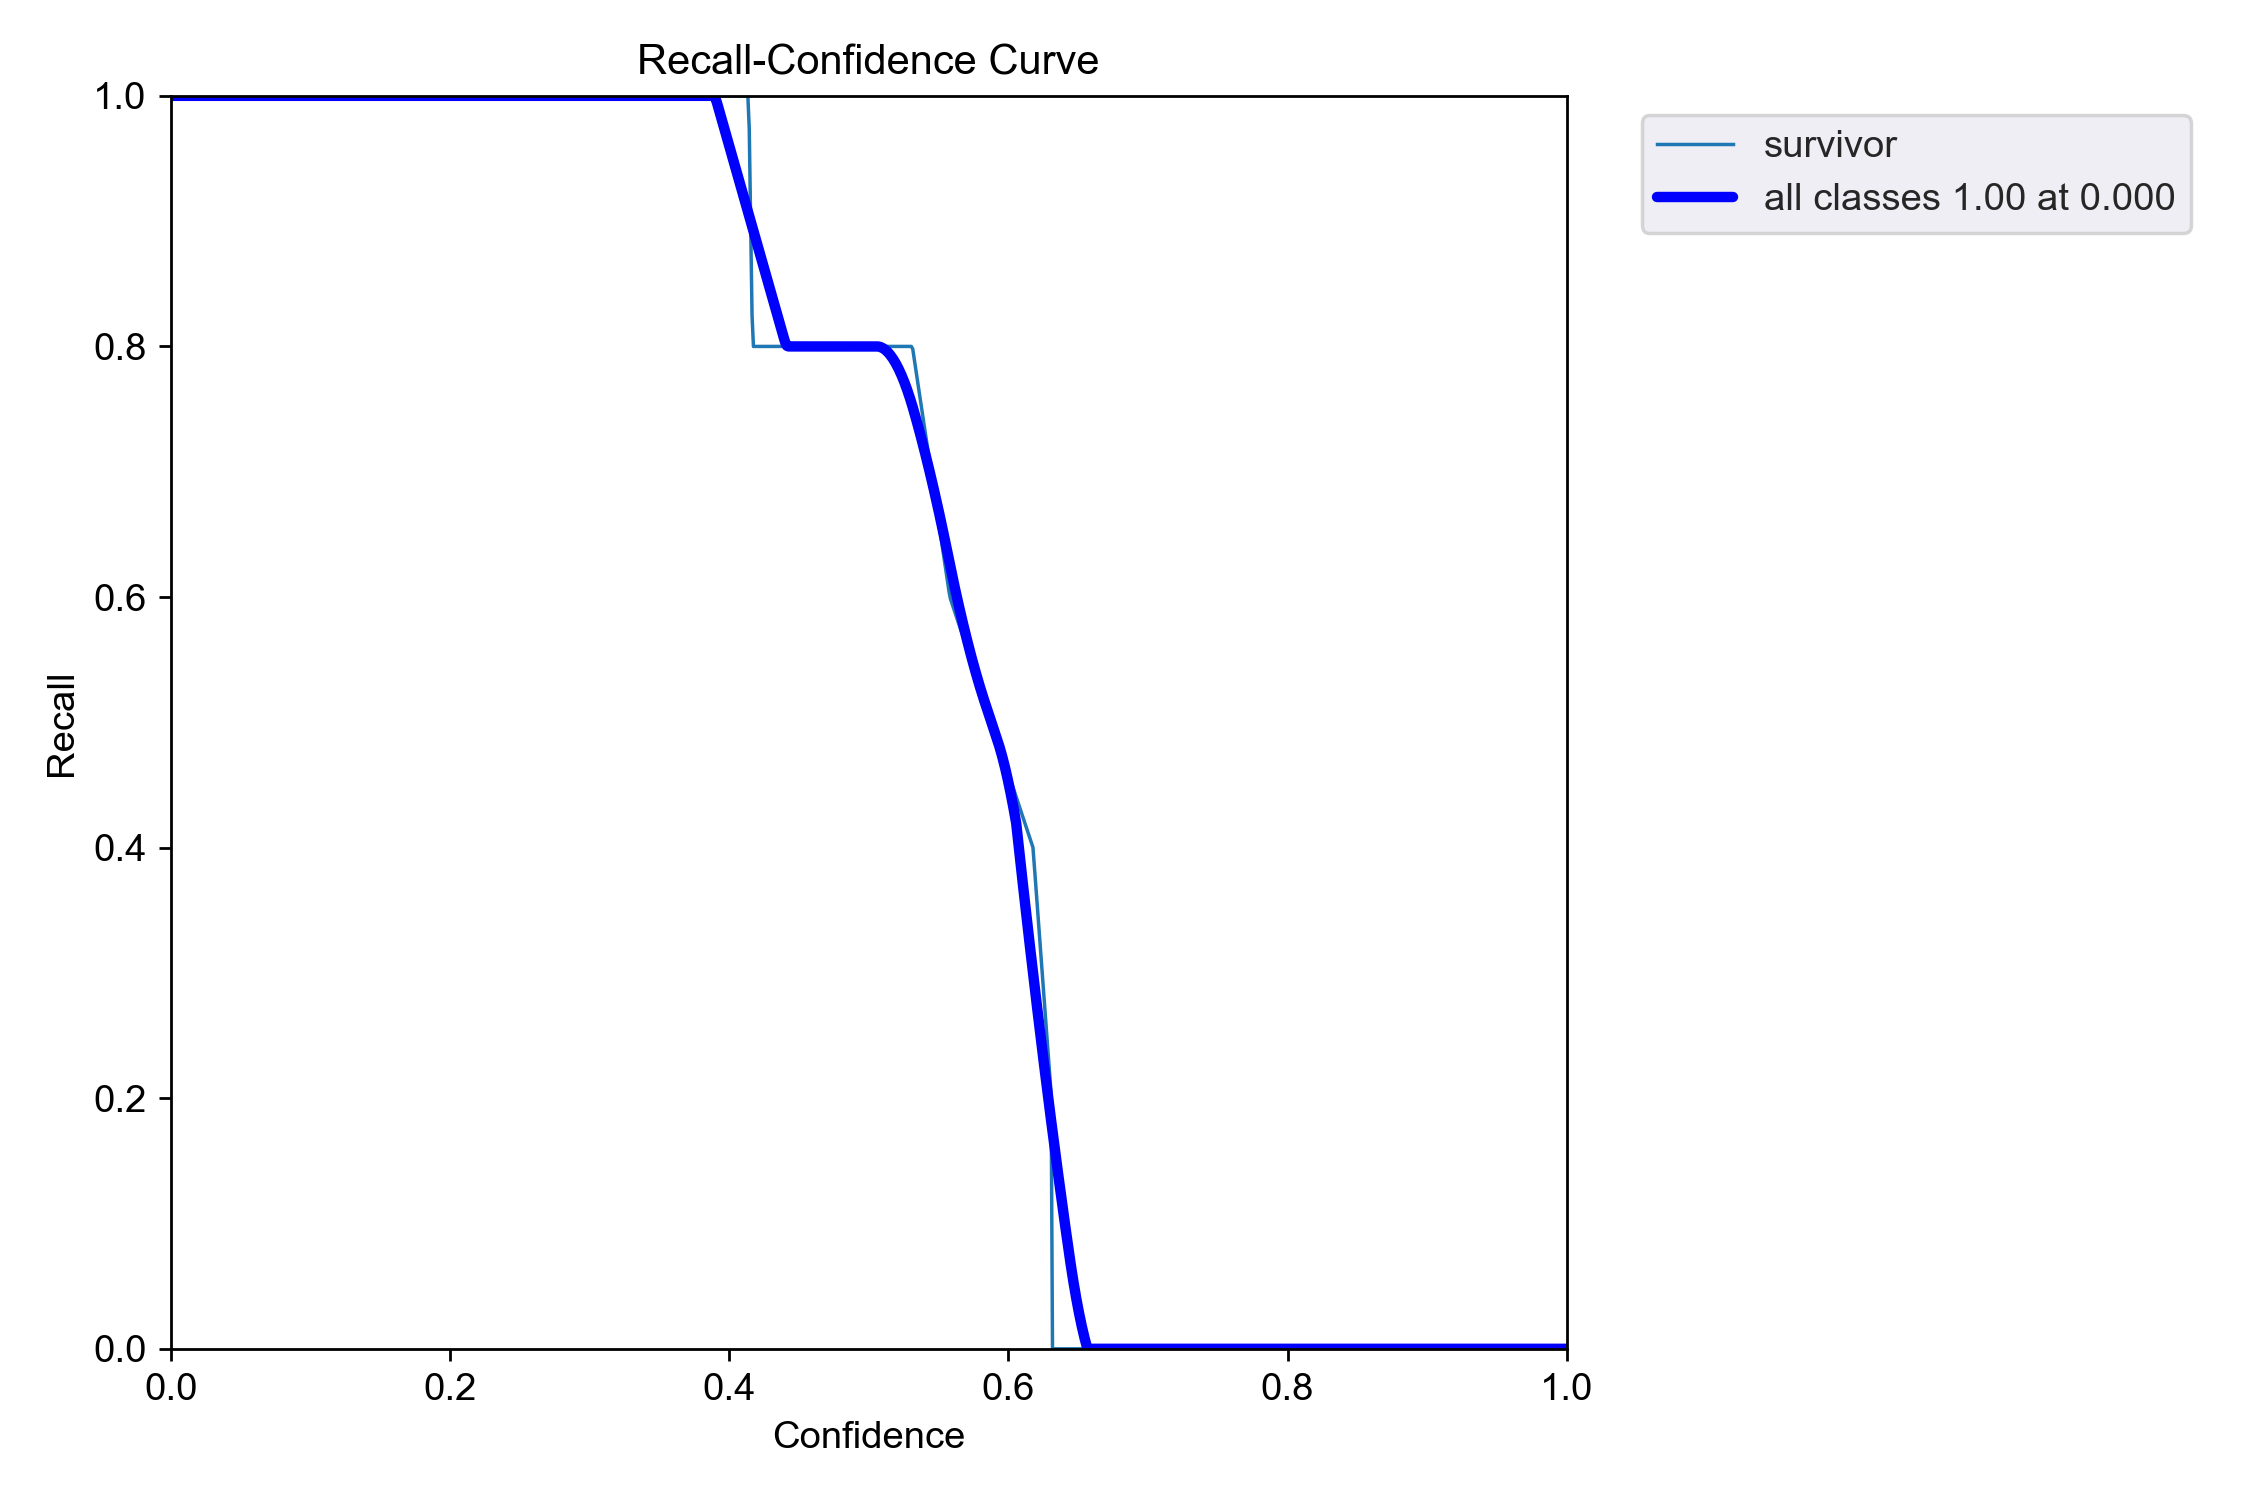 Recall-Confidence Curve
survivor
all classes 1.00 at 0.000
1.0
0.8
0.6
0.4
0.2
0.0
Recall
0.0 0.2 0.4 0.6 0.8 1.0
Confidence